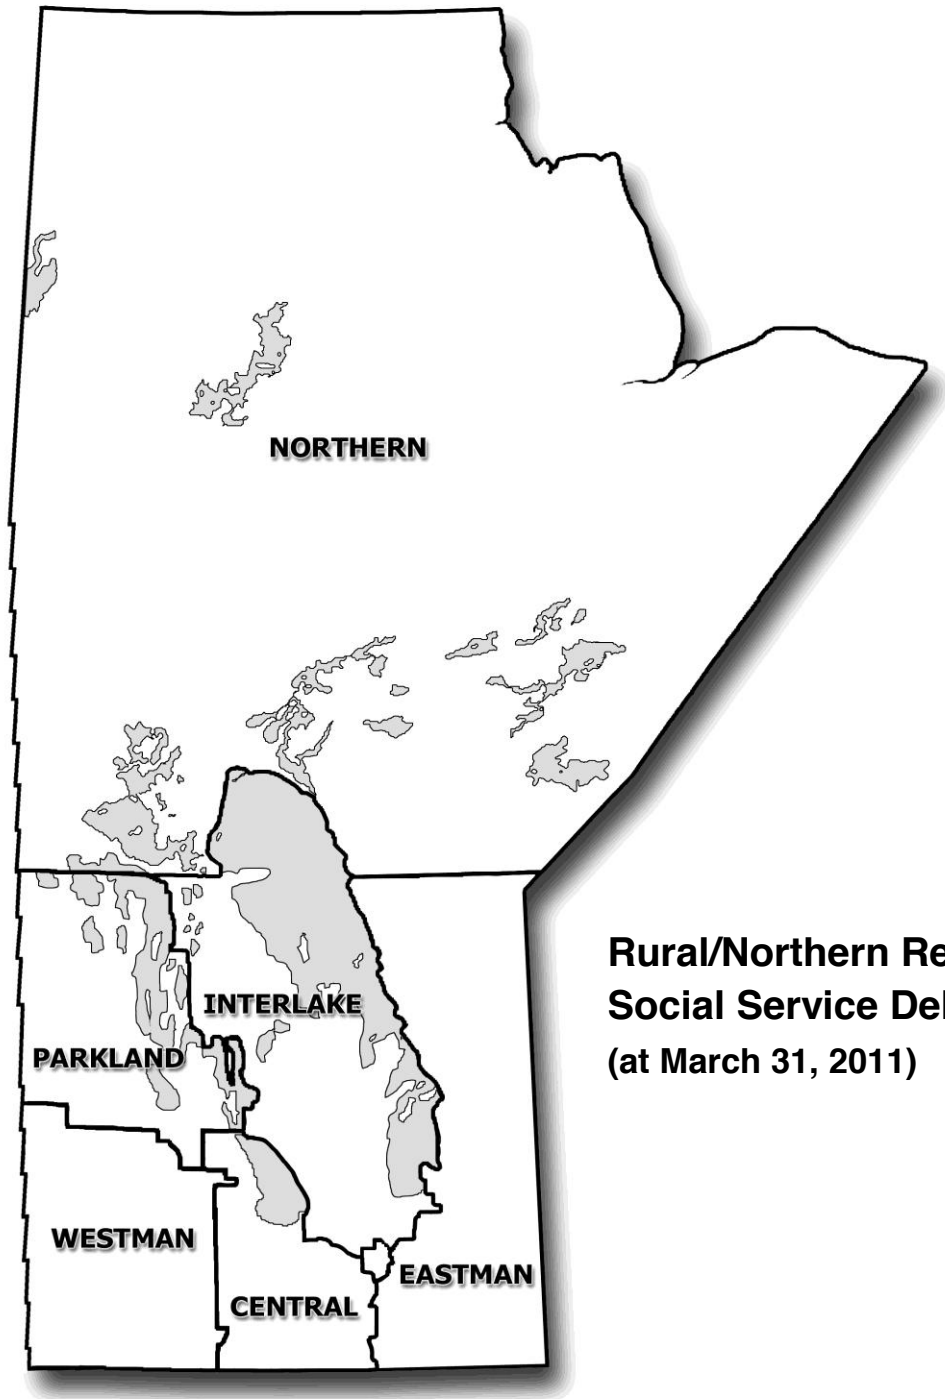 NORTHERN
Rural/Northern Re
Social Service Del
(at March 31, 2011)
INTERLAKE
PARKLAND
WESTMAN
EASTMAN
CENTRAL